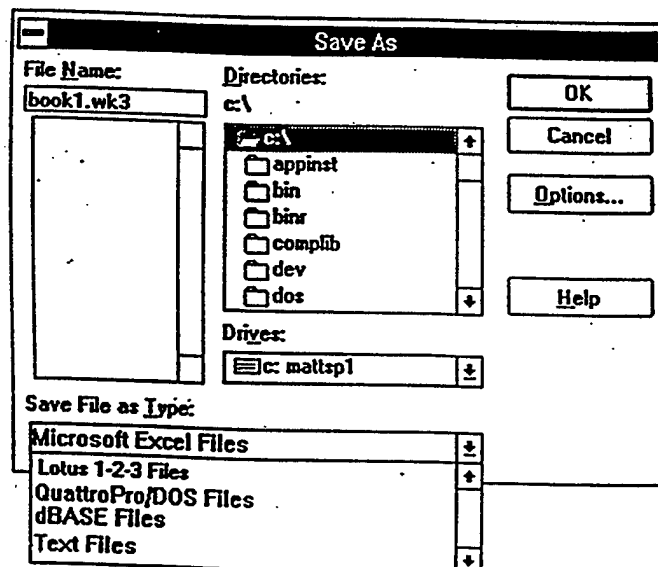 Save As
File Name:
book1.wk3
Directories:
c:\
c:\
appinst
bin
binr
complib
dev
dos
Drives:
c: mattsp1
OK
Cancel
Options...
Help
Save File as Type:
Microsoft Excel Files
Lotus 1-2-3 Files
QuattroPro/DOS Files
dBASE Files
Text Files